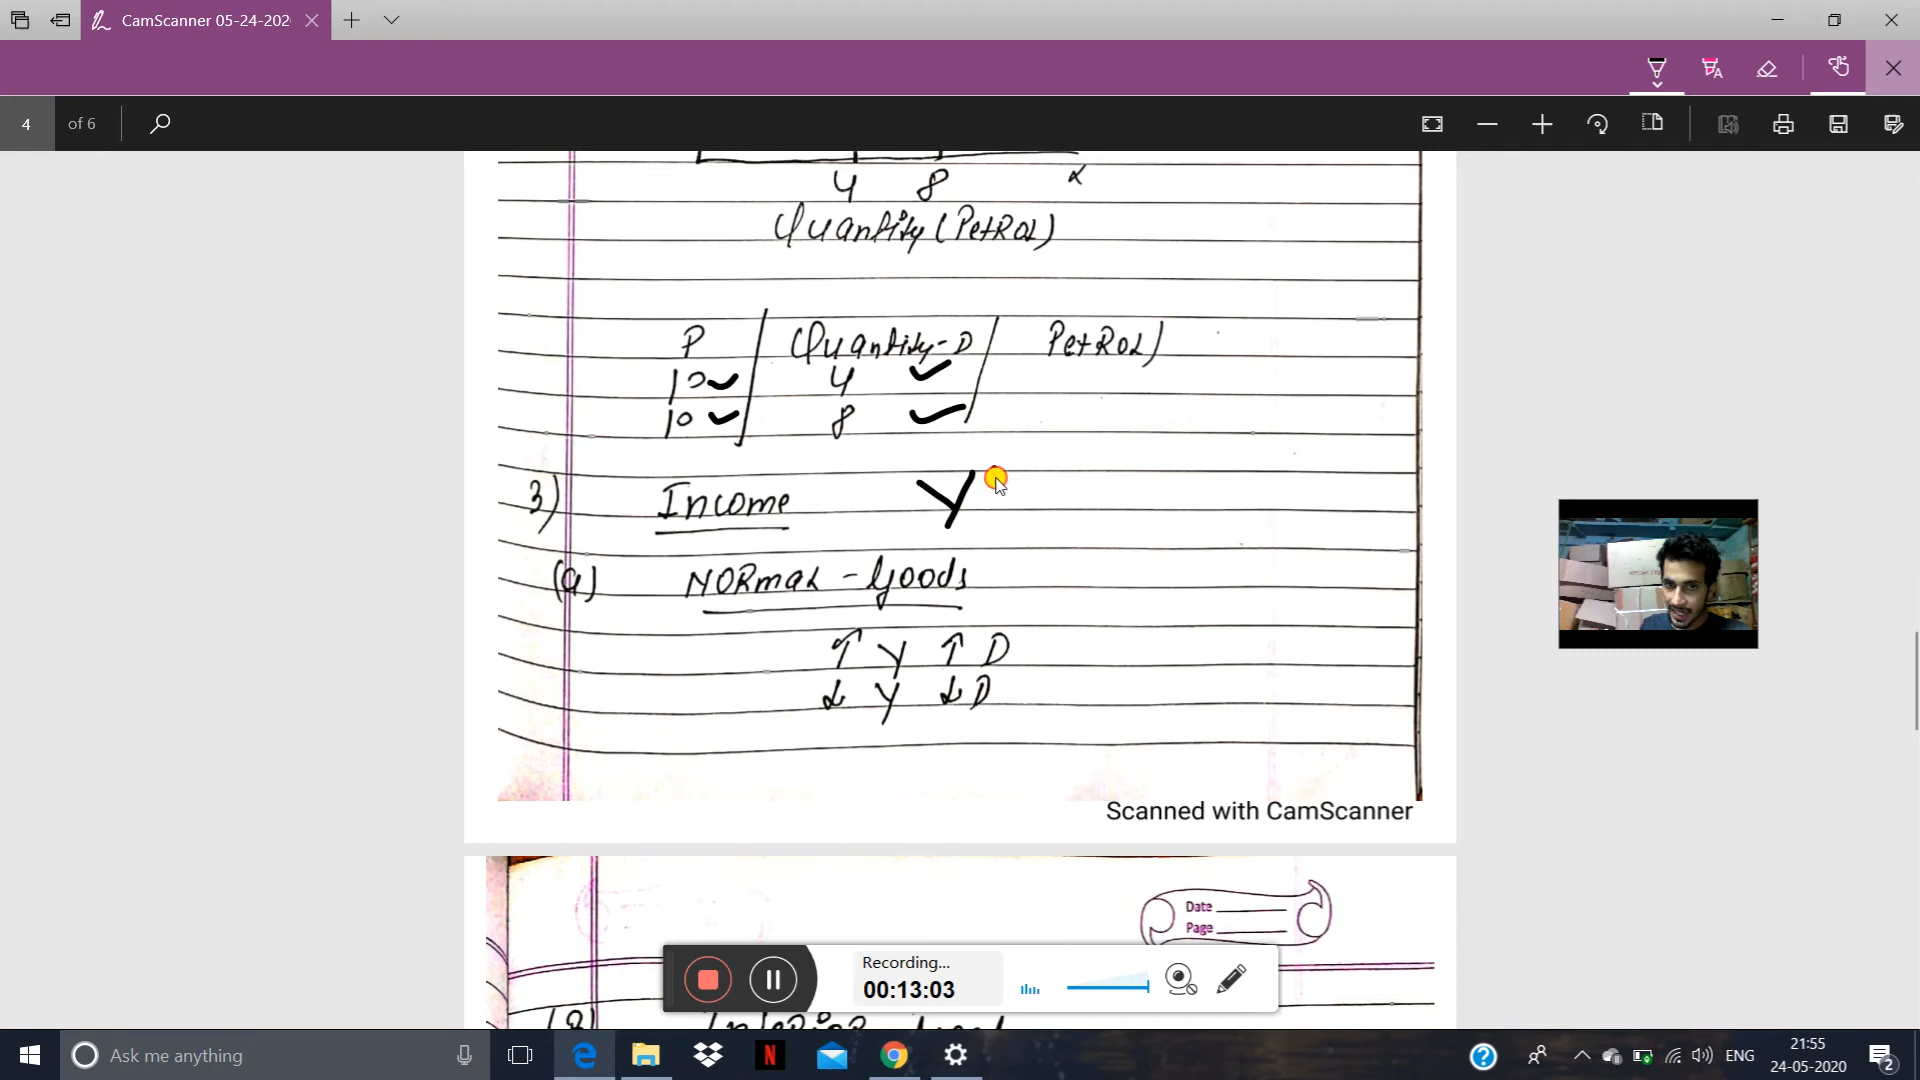 CamScanner 05-24-202
4 of 6
4 8 x
Quantity (PetROL)
P Quantity-D PetROL)
10 4
10 8
3) Income Y
(a) NORmaL - Goods
↑ Y ↑ D
↓ Y ↓ D
Scanned with CamScanner
Date
Page
Recording...
00:13:03
Ask me anything
ENG
21:55
24-05-2020
2